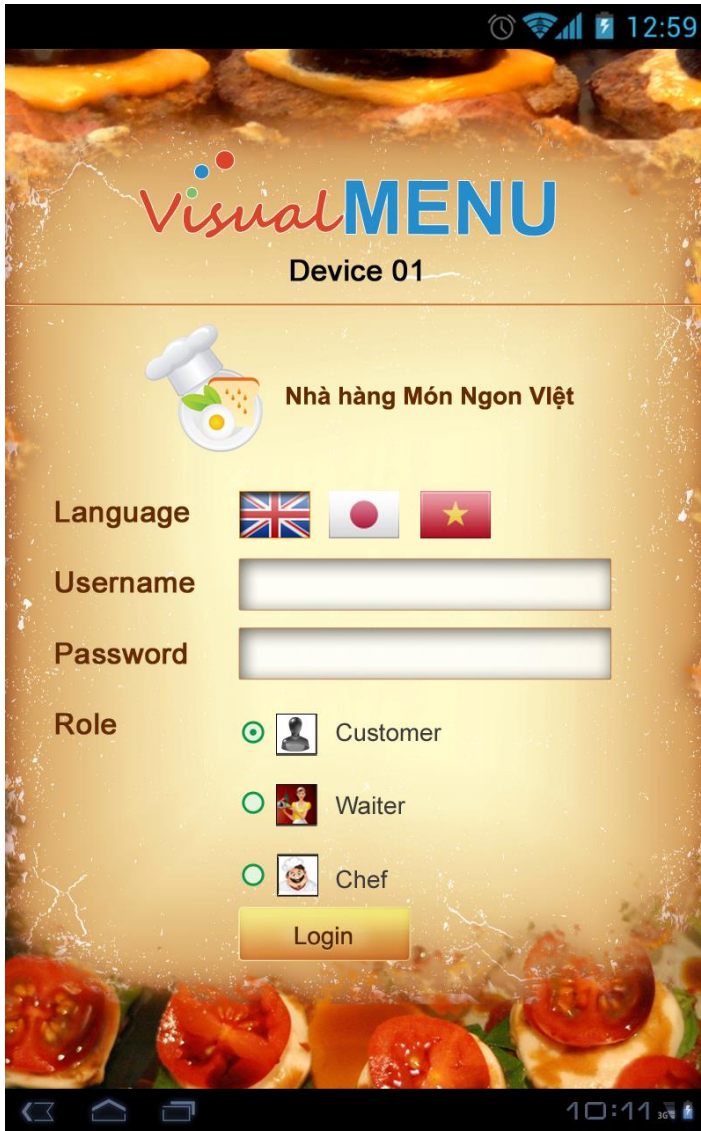 12:59
VisualMENU
Device 01
Nhà hàng Món Ngon VIệt
Language
Username
Password
Role
Customer
Waiter
Chef
Login
10:11 3G